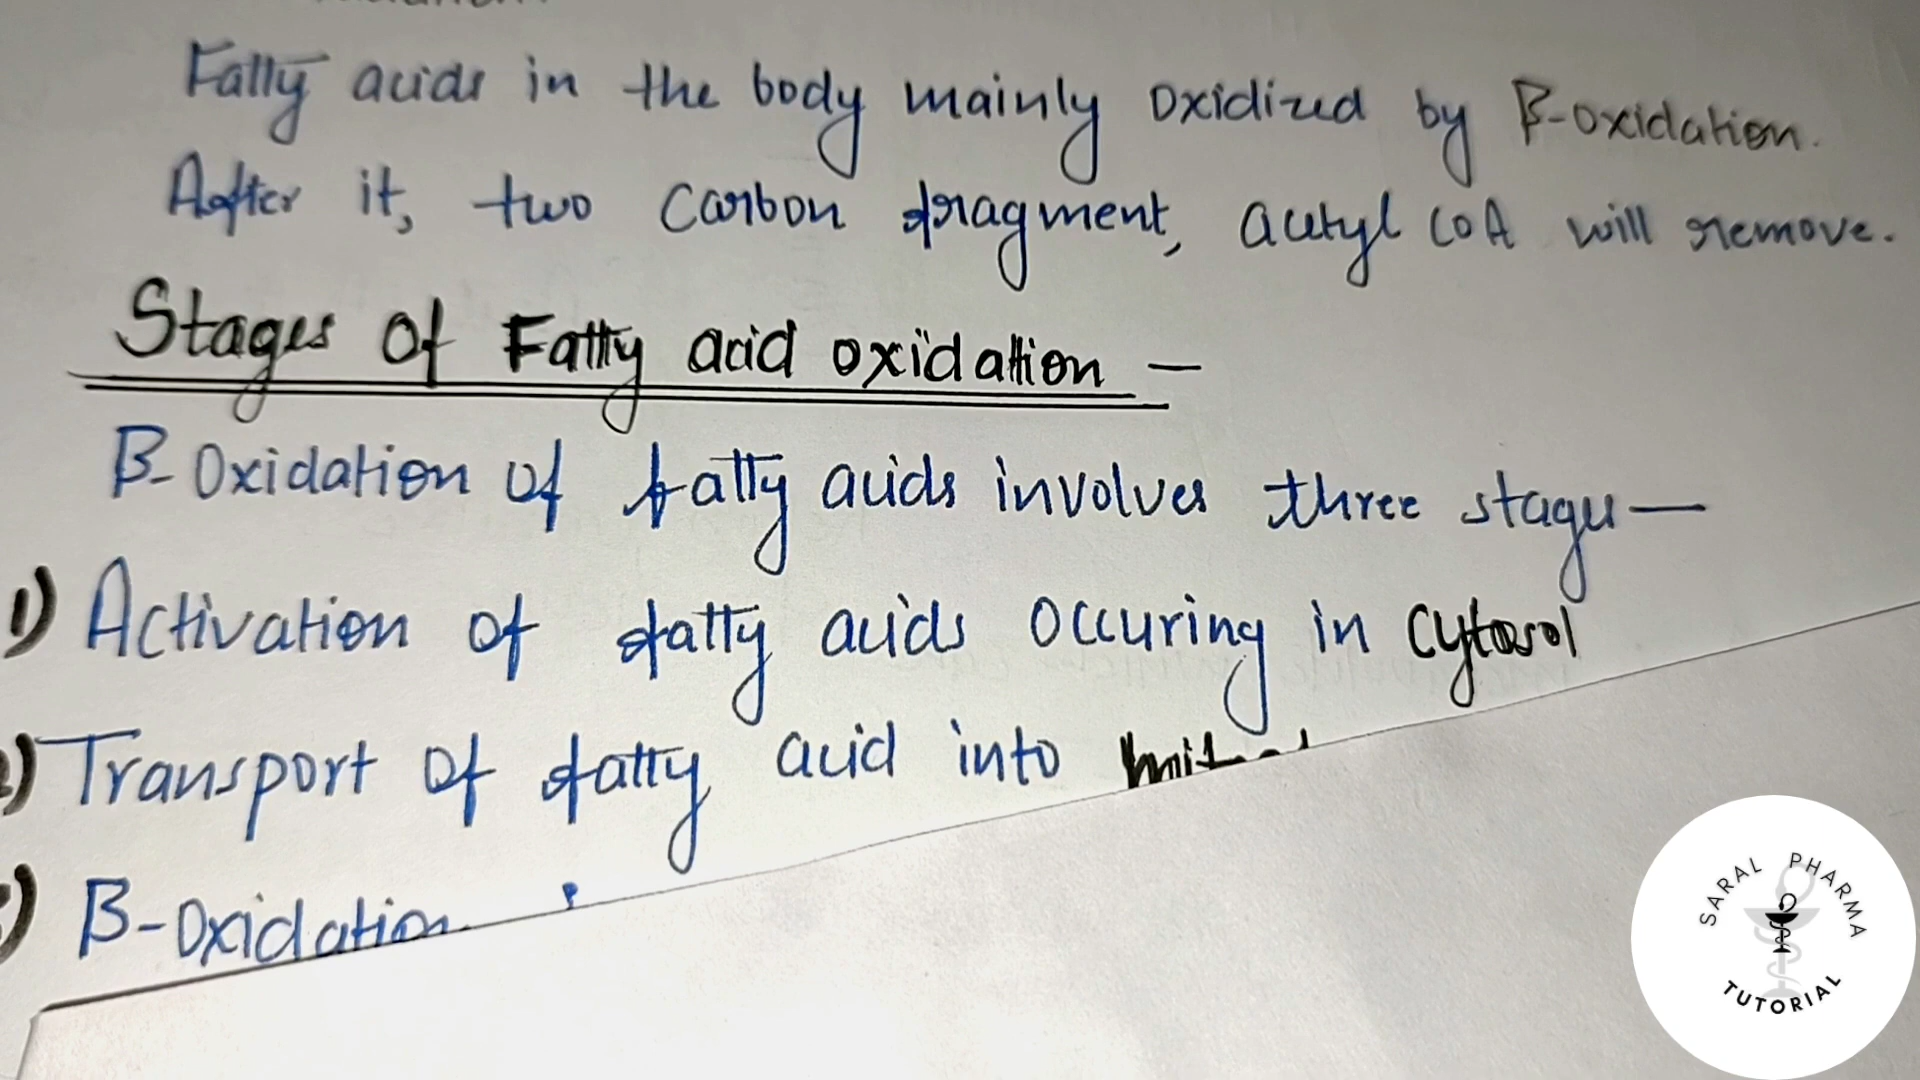 Fatty acids in the body mainly oxidized by β-oxidation.
After it, two carbon fragment, acetyl CoA will remove.
Stages of Fatty acid oxidation —
β-Oxidation of fatty acids involves three stages —
1) Activation of fatty acids occuring in cytosol
2) Transport of fatty acid into
3) β-Oxidation
SARAL PHARMA
TUTORIAL